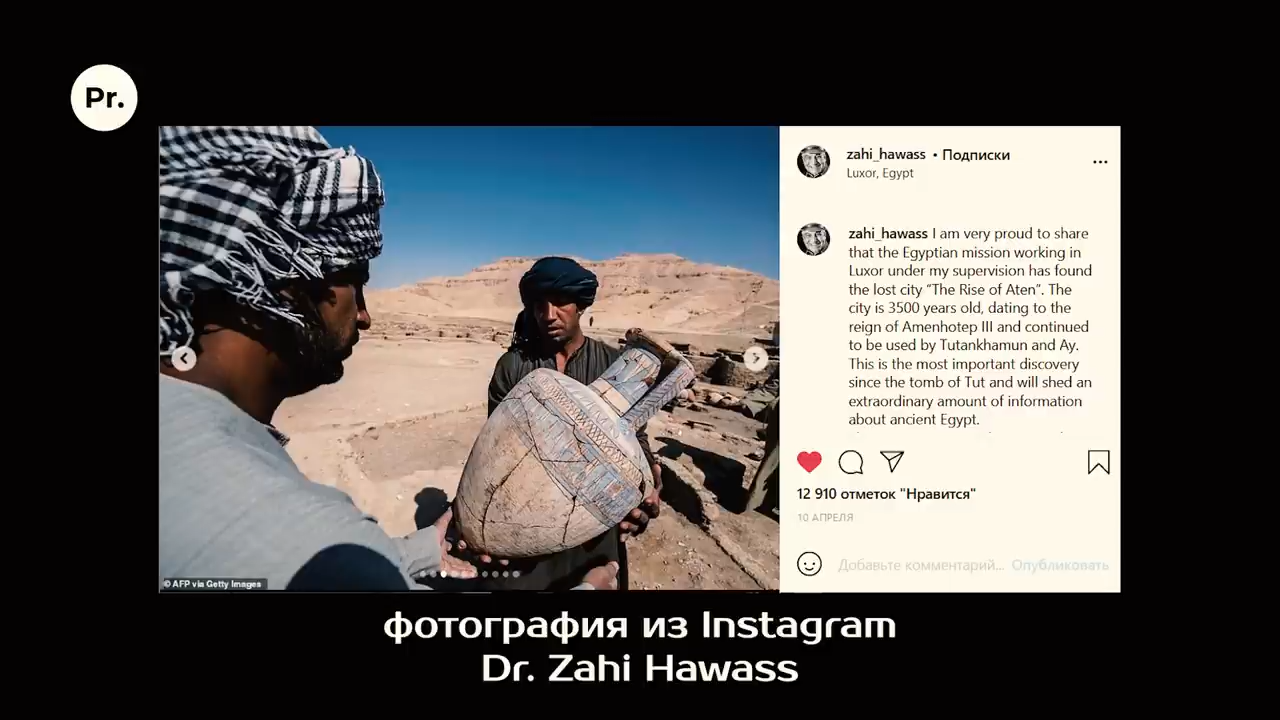 Pr.
zahi_hawass • Подписки
Luxor, Egypt
zahi_hawass I am very proud to share
that the Egyptian mission working in
Luxor under my supervision has found
the lost city “The Rise of Aten”. The
city is 3500 years old, dating to the
reign of Amenhotep III and continued
to be used by Tutankhamun and Ay.
This is the most important discovery
since the tomb of Tut and will shed an
extraordinary amount of information
about ancient Egypt.
12 910 отметок "Нравится"
10 АПРЕЛЯ
Добавьте комментарий... Опубликовать
© AFP via Getty Images
фотография из Instagram
Dr. Zahi Hawass